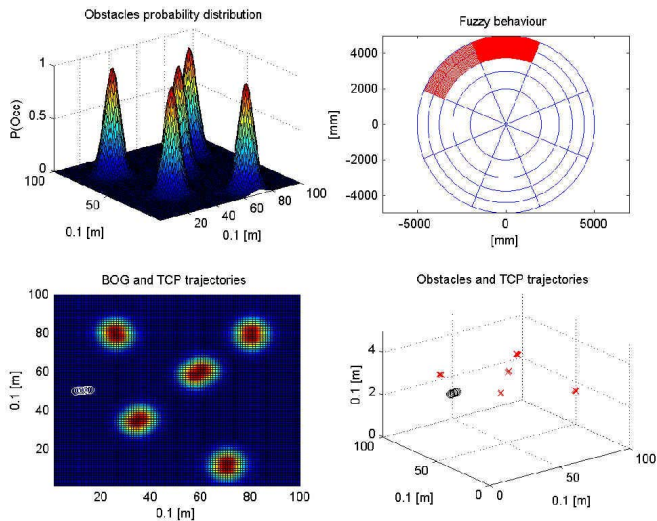 Obstacles probability distribution
1
0.5
0
P(Occ)
100
50
20
40
60
80
100
0.1 [m]
0.1 [m]
Fuzzy behaviour
4000
2000
0
-2000
-4000
[mm]
-5000
0
5000
[mm]
BOG and TCP trajectories
100
80
60
40
20
0.1 [m]
20
40
60
80
100
0.1 [m]
Obstacles and TCP trajectories
4
2
0
100
50
0
0
50
100
0.1 [m]
0.1 [m]